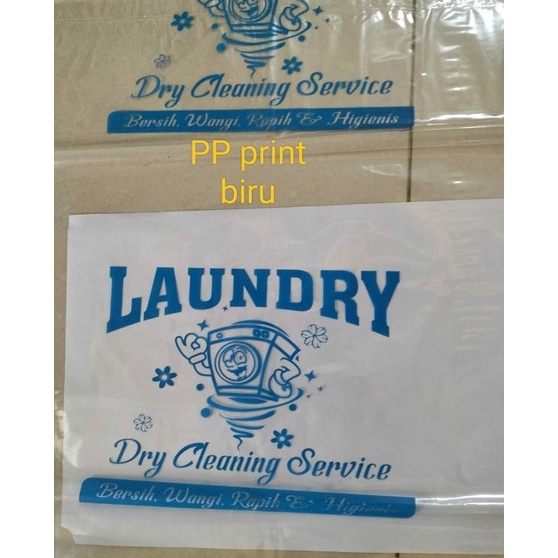 Dry Cleaning Service
Bersih, Wangi, Rapih & Higienis
PP print
biru
LAUNDRY
Dry Cleaning Service
Bersih, Wangi, Rapih & Higienis